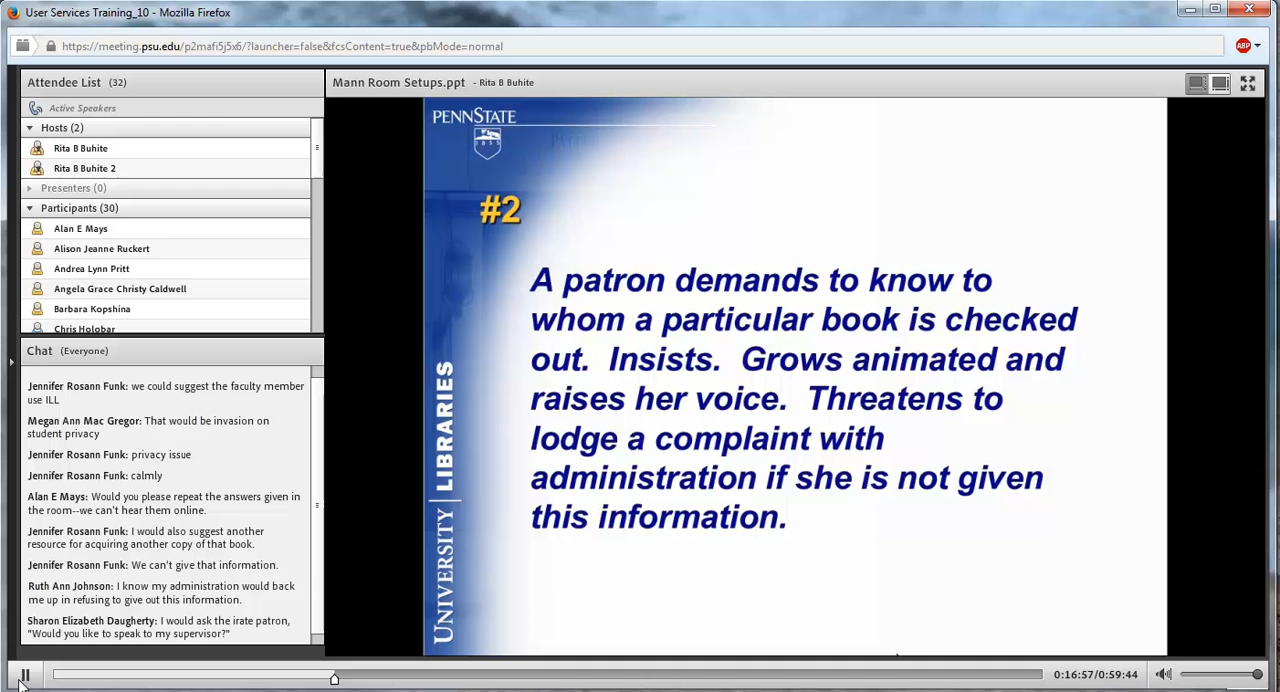 User Services Training_10 - Mozilla Firefox
https://meeting.psu.edu/p2mafi5j5x6/?launcher=false&fcsContent=true&pbMode=normal
ABP
Attendee List (32)
Active Speakers
Hosts (2)
Rita B Buhite
Rita B Buhite 2
Presenters (0)
Participants (30)
Alan E Mays
Alison Jeanne Ruckert
Andrea Lynn Pritt
Angela Grace Christy Caldwell
Barbara Kopshina
Chris Holobar
Chat (Everyone)
Jennifer Rosann Funk: we could suggest the faculty member
use ILL
Megan Ann Mac Gregor: That would be invasion on
student privacy
Jennifer Rosann Funk: privacy issue
Jennifer Rosann Funk: calmly
Alan E Mays: Would you please repeat the answers given in
the room--we can't hear them online.
Jennifer Rosann Funk: I would also suggest another
resource for acquiring another copy of that book.
Jennifer Rosann Funk: We can't give that information.
Ruth Ann Johnson: I know my administration would back
me up in refusing to give out this information.
Sharon Elizabeth Daugherty: I would ask the irate patron,
"Would you like to speak to my supervisor?"
Mann Room Setups.ppt - Rita B Buhite
PENNSTATE
1855
#2
A patron demands to know to
whom a particular book is checked
out. Insists. Grows animated and
raises her voice. Threatens to
lodge a complaint with
administration if she is not given
this information.
UNIVERSITY LIBRARIES
0:16:57/0:59:44